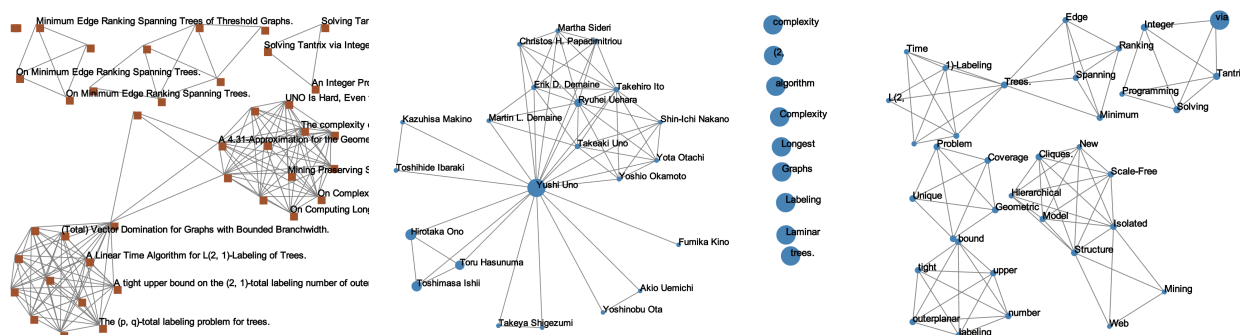 Minimum Edge Ranking Spanning Trees of Threshold Graphs.
Solving Tantrix via Intege
On Minimum Edge Ranking Spanning Trees.
An Integer Pr
On Minimum Edge Ranking Spanning Trees.
UNO Is Hard, Even
The complexity
A 4.31-Approximation for the Geome
Mining Preserving S
On Complex
On Computing Lon
(Total) Vector Domination for Graphs with Bounded Branchwidth.
A Linear Time Algorithm for L(2, 1)-Labeling of Trees.
A tight upper bound on the (2, 1)-total labeling number of oute
The (p, q)-total labeling problem for trees.
Solving Ta
Martha Sideri
Christos H. Papadimitriou
Erik D. Demaine
Takehiro Ito
Ryuhei Uehara
Kazuhisa Makino
Martin L. Demaine
Shin-Ichi Nakano
Takeaki Uno
Toshihide Ibaraki
Yota Otachi
Yoshio Okamoto
Yushi Uno
Hirotaka Ono
Fumika Kino
Toru Hasunuma
Toshimasa Ishii
Akio Uemichi
Yoshinobu Ota
Takeya Shigezumi
complexity
(2,
algorithm
Complexity
Longest
Graphs
Labeling
Laminar
trees.
Edge
Integer
via
Time
Ranking
1)-Labeling
Trees.
Spanning
Tantri
L(2,
Programming
Minimum
Solving
Problem
Coverage
Cliques.
New
Scale-Free
Unique
Hierarchical
Geometric
Model
Isolated
bound
Structure
tight
upper
Mining
outerplanar
number
labeling
Web